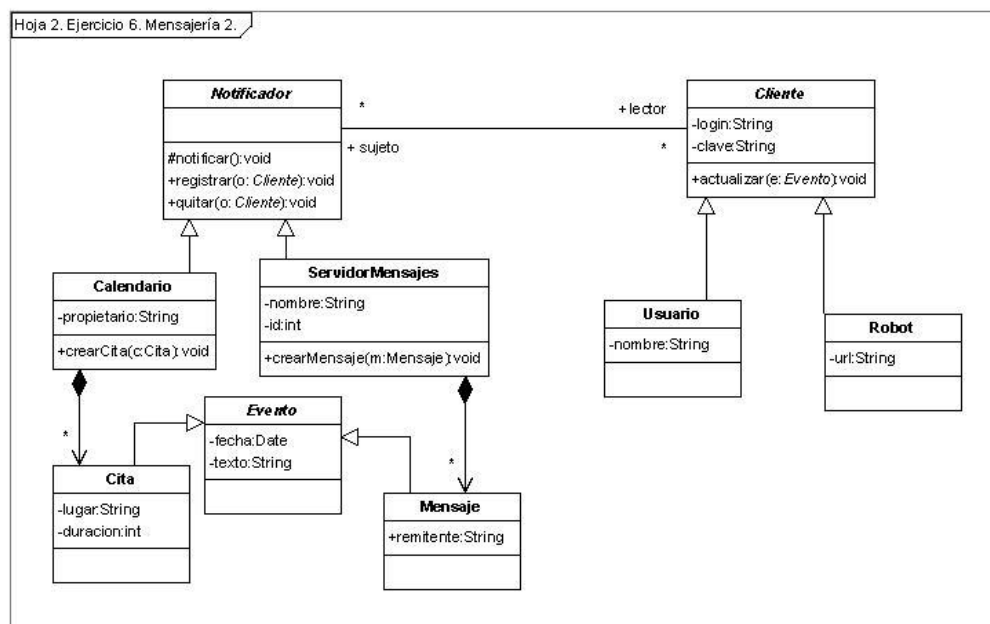 Hoja 2. Ejercicio 6. Mensajería 2.
Notificador
#notificar():void
+registrar(o: Cliente):void
+quitar(o: Cliente):void
*
+ sujeto
+ lector
*
Cliente
-login:String
-clave:String
+actualizar(e: Evento):void
Calendario
-propietario:String
+crearCita(c:Cita):void
ServidorMensajes
-nombre:String
-id:int
+crearMensaje(m:Mensaje):void
Usuario
-nombre:String
Robot
-url:String
*
Evento
-fecha:Date
-texto:String
*
Cita
-lugar:String
-duracion:int
Mensaje
+remitente:String